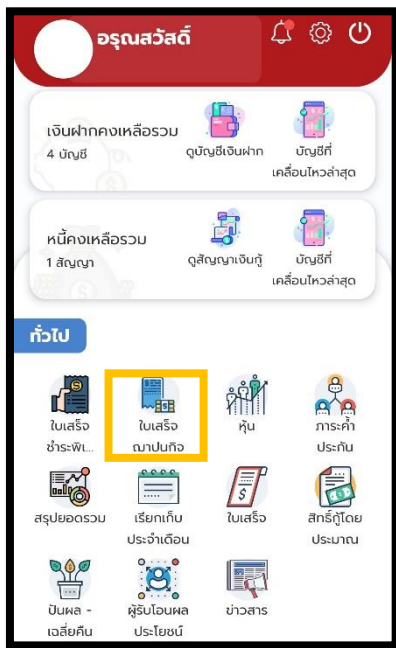 อรุณสวัสดิ์
เงินฝากคงเหลือรวม
4 บัญชี
ดูบัญชีเงินฝาก
บัญชีที่
เคลื่อนไหวล่าสุด
หนี้คงเหลือรวม
1 สัญญา
ดูสัญญาเงินกู้
บัญชีที่
เคลื่อนไหวล่าสุด
ทั่วไป
ใบเสร็จ
ชำระพิเ...
ใบเสร็จ
ฌาปนกิจ
หุ้น
ภาระค้ำ
ประกัน
สรุปยอดรวม
เรียกเก็บ
ประจำเดือน
ใบเสร็จ
สิทธิ์กู้โดย
ประมาณ
ปันผล -
เฉลี่ยคืน
ผู้รับโอนผล
ประโยชน์
ข่าวสาร